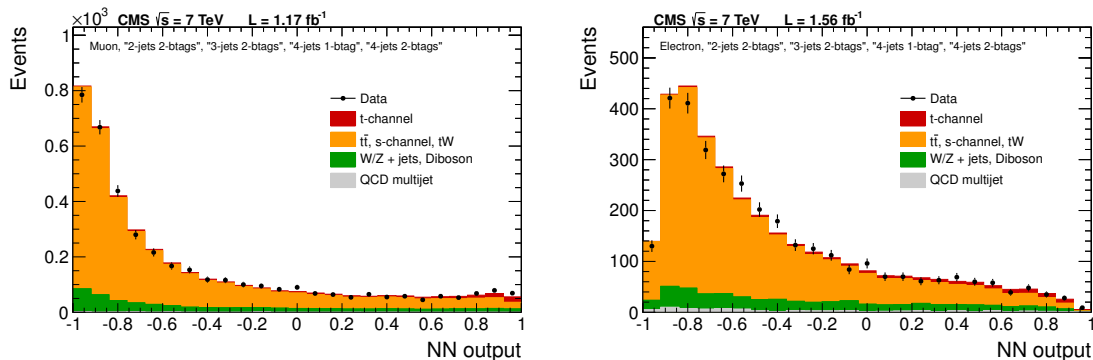 ×10³ CMS √s = 7 TeV L = 1.17 fb⁻¹
Muon, "2-jets 2-btags", "3-jets 2-btags", "4-jets 1-btag", "4-jets 2-btags"
Events
1
0.8
0.6
0.4
0.2
0
Data
t-channel
tt̄, s-channel, tW
W/Z + jets, Diboson
QCD multijet
-1 -0.8 -0.6 -0.4 -0.2 0 0.2 0.4 0.6 0.8 1
NN output
CMS √s = 7 TeV L = 1.56 fb⁻¹
Electron, "2-jets 2-btags", "3-jets 2-btags", "4-jets 1-btag", "4-jets 2-btags"
Events
500
400
300
200
100
0
Data
t-channel
tt̄, s-channel, tW
W/Z + jets, Diboson
QCD multijet
-1 -0.8 -0.6 -0.4 -0.2 0 0.2 0.4 0.6 0.8 1
NN output